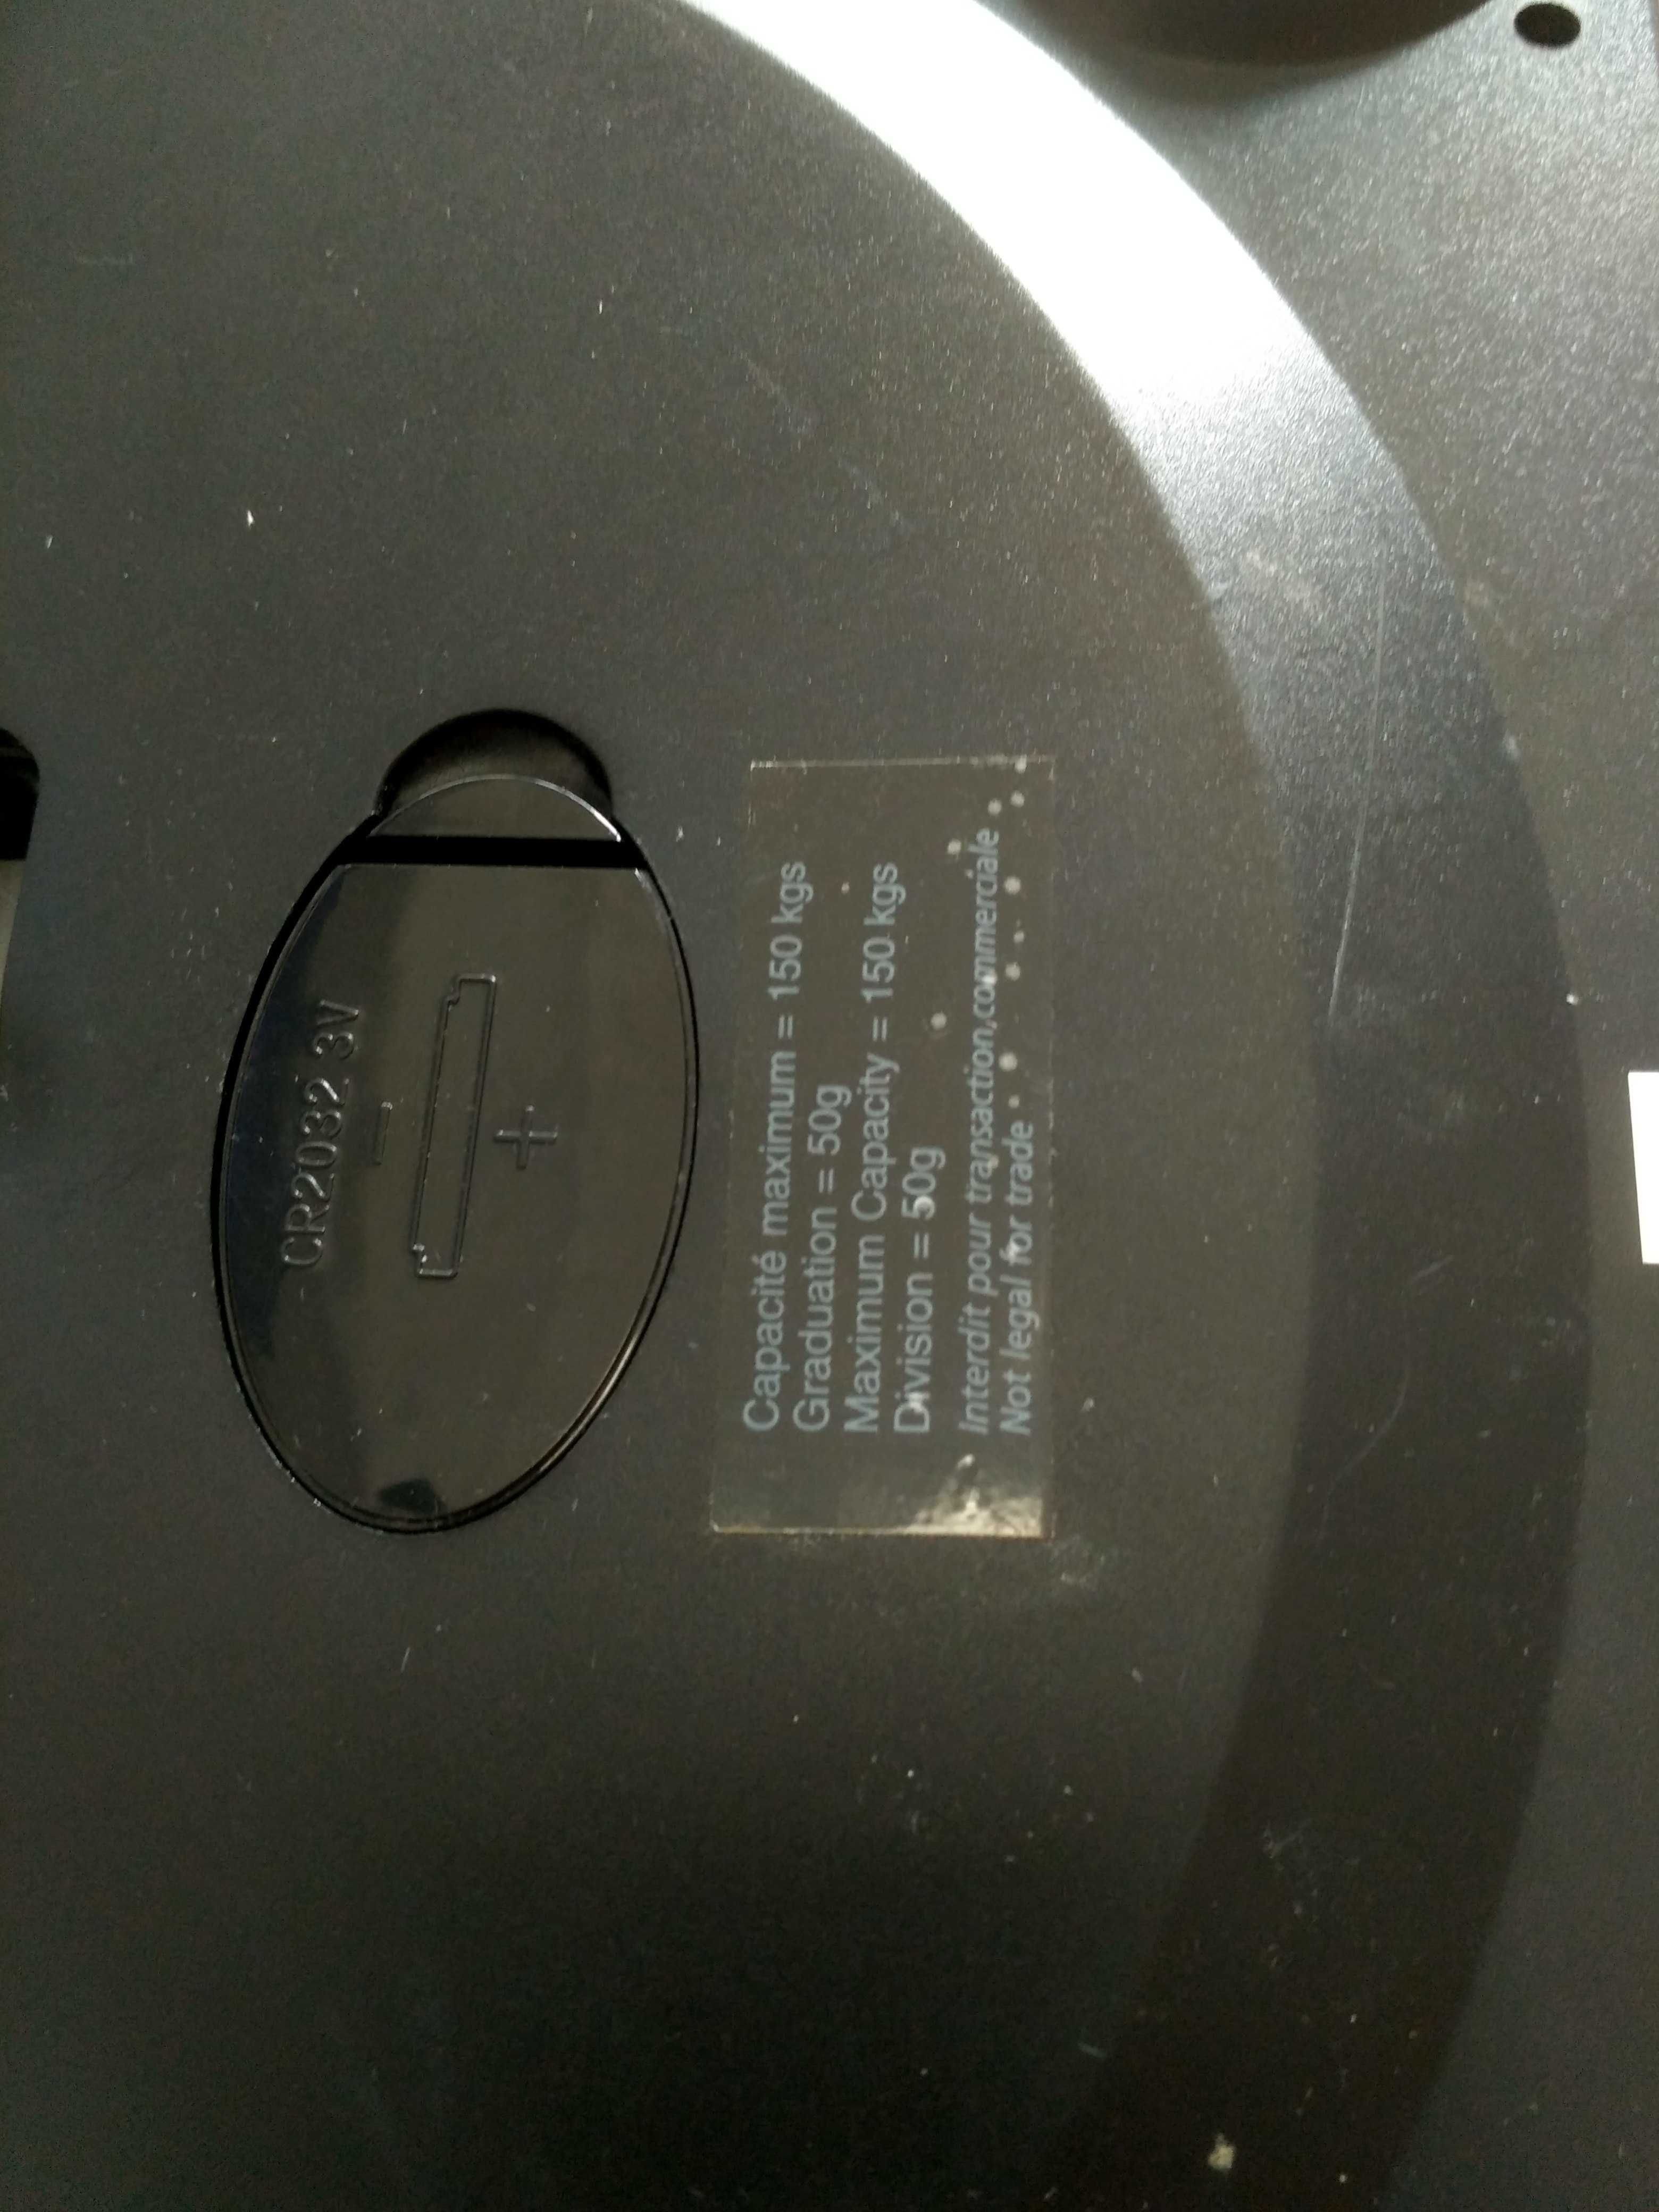 CR2032 3V
-
+
Capacité maximum = 150 kgs
Graduation = 50g
Maximum Capacity = 150 kgs
Division = 50g
Interdit pour transaction commerciale
Not legal for trade